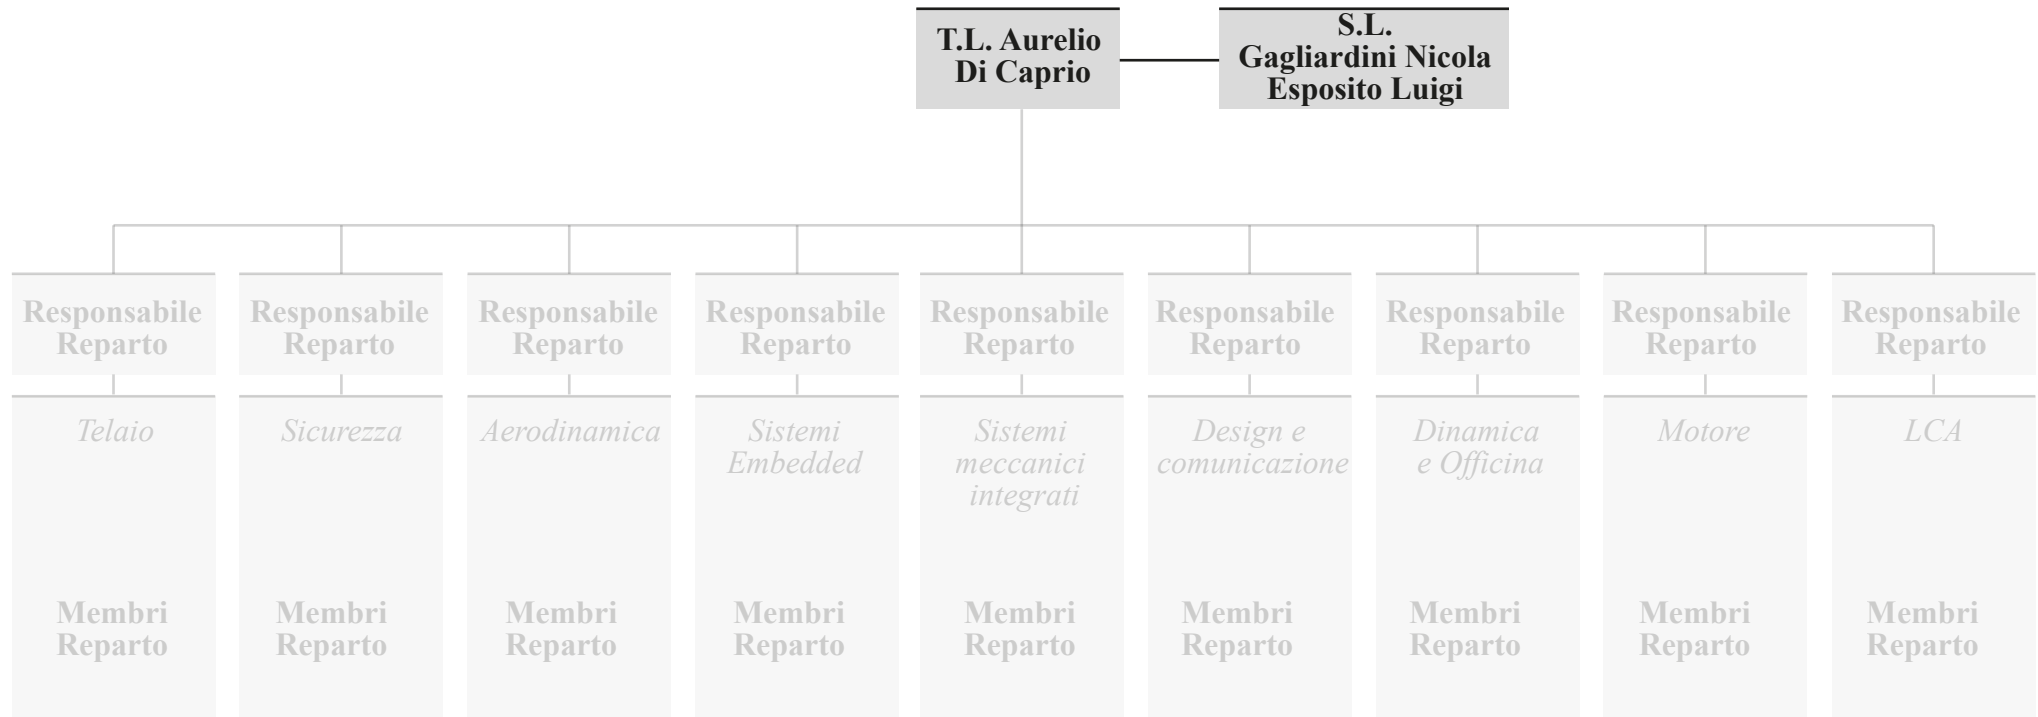 T.L. Aurelio
Di Caprio
S.L.
Gagliardini Nicola
Esposito Luigi
Responsabile
Reparto
Responsabile
Reparto
Responsabile
Reparto
Responsabile
Reparto
Responsabile
Reparto
Responsabile
Reparto
Responsabile
Reparto
Responsabile
Reparto
Responsabile
Reparto
Telaio
Membri
Reparto
Sicurezza
Membri
Reparto
Aerodinamica
Membri
Reparto
Sistemi
Embedded
Membri
Reparto
Sistemi
meccanici
integrati
Membri
Reparto
Design e
comunicazione
Membri
Reparto
Dinamica
e Officina
Membri
Reparto
Motore
Membri
Reparto
LCA
Membri
Reparto